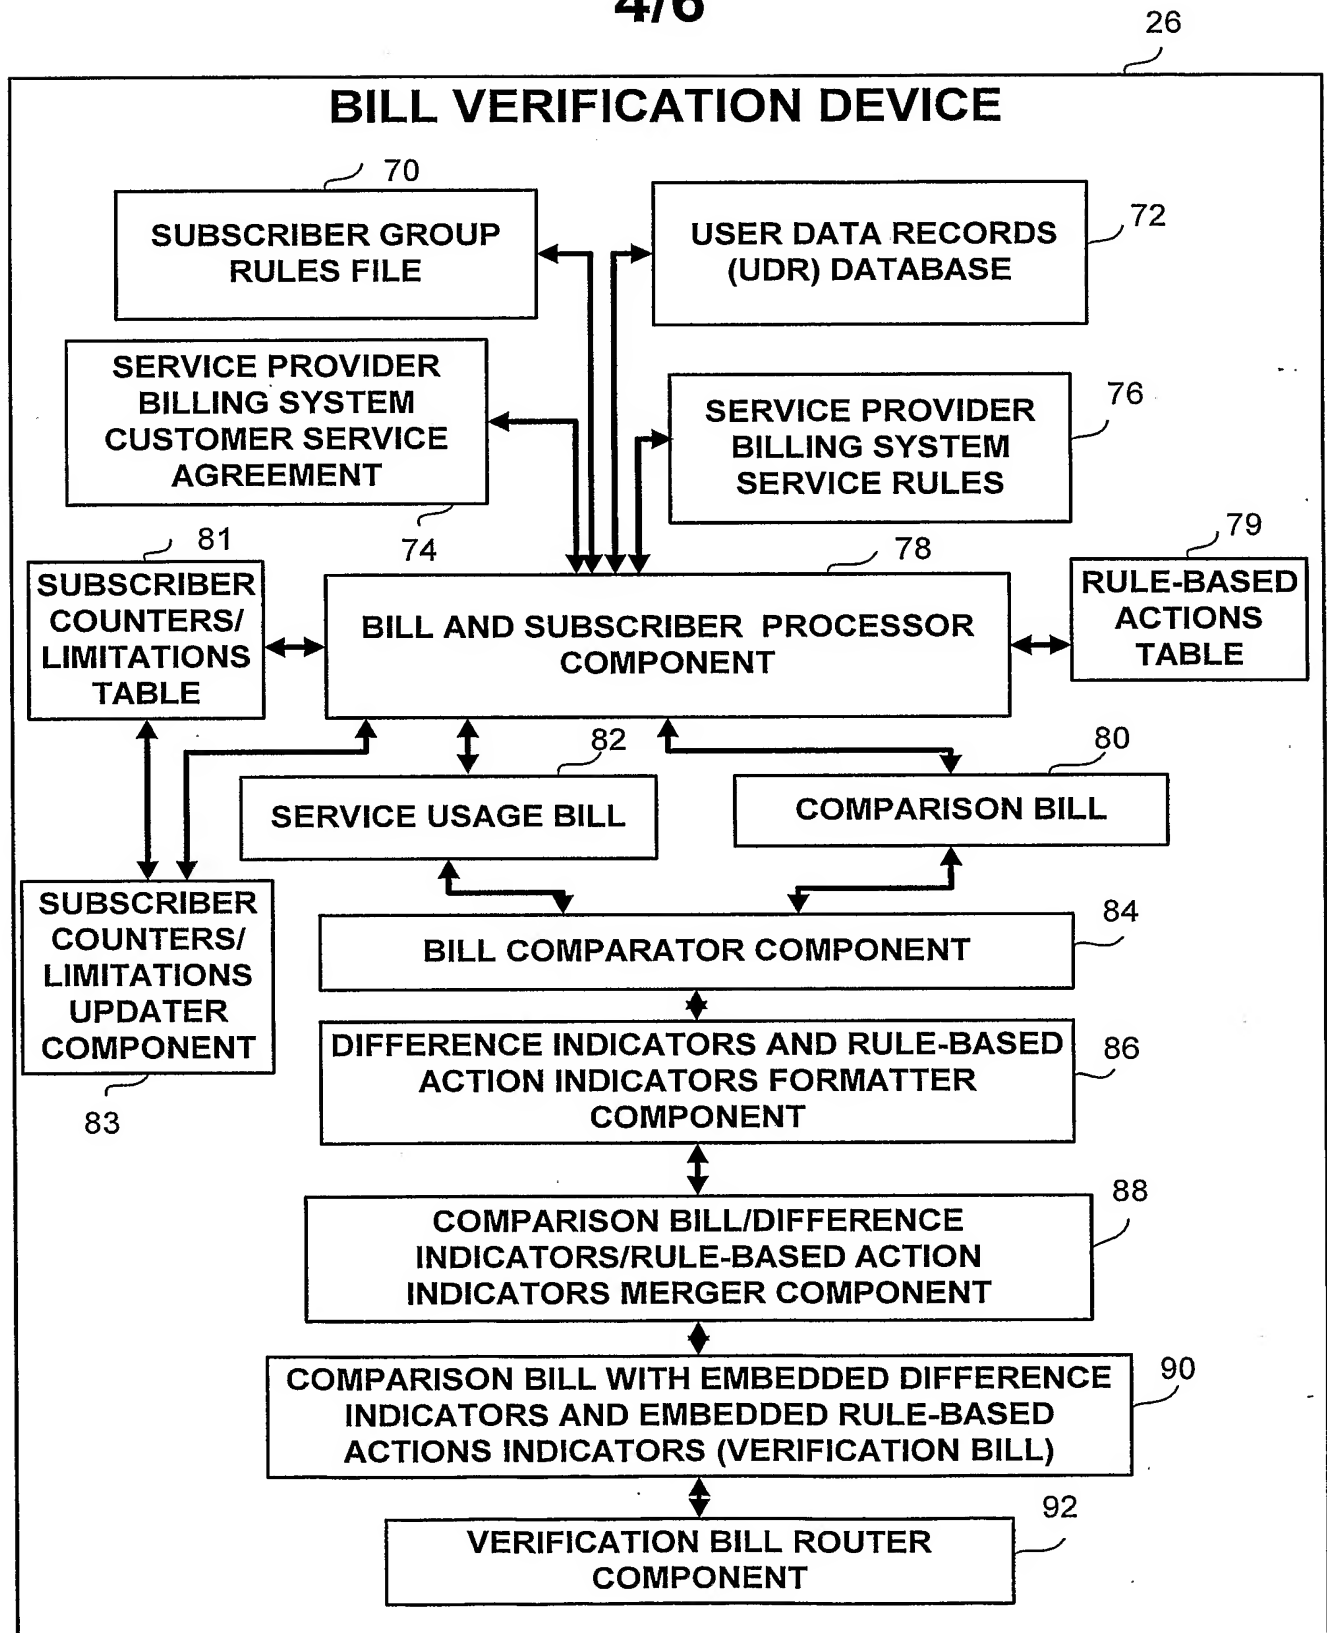 4/6
26
BILL VERIFICATION DEVICE
70
SUBSCRIBER GROUP
RULES FILE
USER DATA RECORDS
(UDR) DATABASE
72
SERVICE PROVIDER
BILLING SYSTEM
CUSTOMER SERVICE
AGREEMENT
74
SERVICE PROVIDER
BILLING SYSTEM
SERVICE RULES
76
81
SUBSCRIBER
COUNTERS/
LIMITATIONS
TABLE
78
BILL AND SUBSCRIBER PROCESSOR
COMPONENT
79
RULE-BASED
ACTIONS
TABLE
82
SERVICE USAGE BILL
80
COMPARISON BILL
SUBSCRIBER
COUNTERS/
LIMITATIONS
UPDATER
COMPONENT
83
84
BILL COMPARATOR COMPONENT
DIFFERENCE INDICATORS AND RULE-BASED
ACTION INDICATORS FORMATTER
COMPONENT
86
88
COMPARISON BILL/DIFFERENCE
INDICATORS/RULE-BASED ACTION
INDICATORS MERGER COMPONENT
90
COMPARISON BILL WITH EMBEDDED DIFFERENCE
INDICATORS AND EMBEDDED RULE-BASED
ACTIONS INDICATORS (VERIFICATION BILL)
92
VERIFICATION BILL ROUTER
COMPONENT